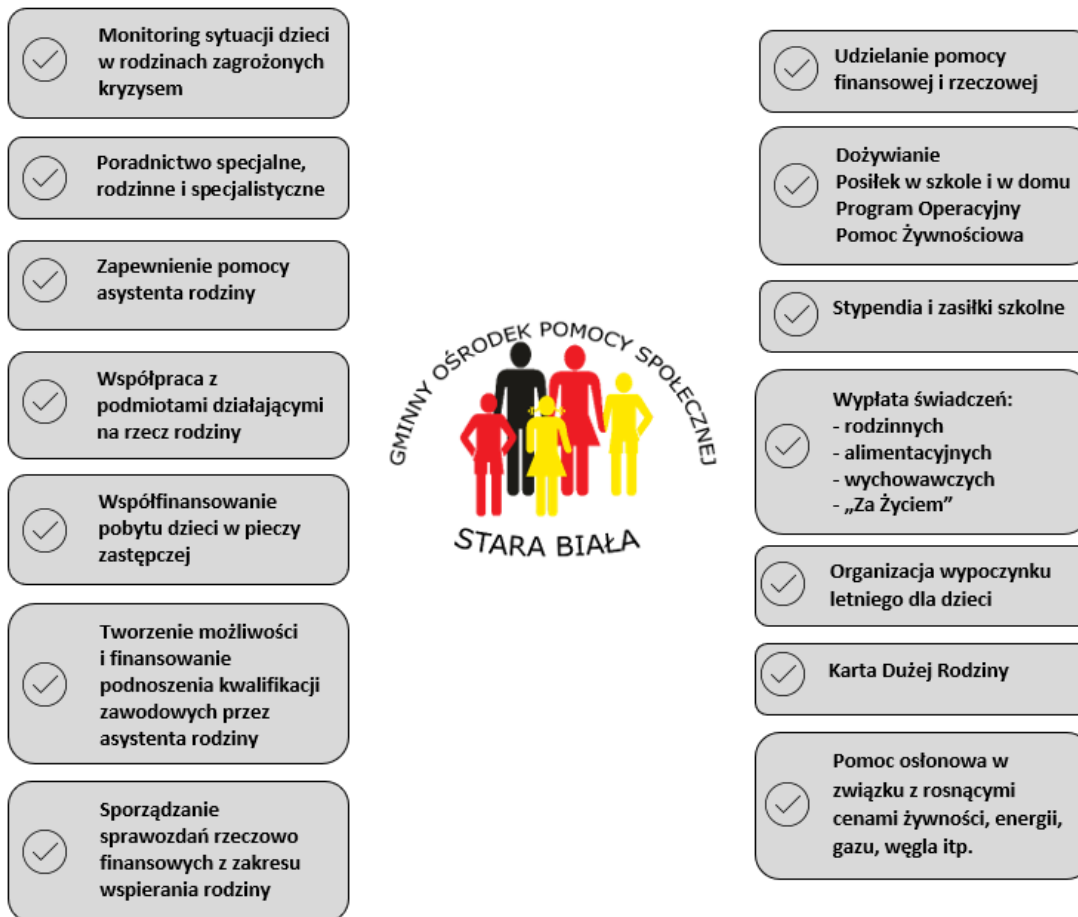 Monitoring sytuacji dzieci
w rodzinach zagrożonych
kryzysem
Poradnictwo specjalne,
rodzinne i specjalistyczne
Zapewnienie pomocy
asystenta rodziny
Współpraca z
podmiotami działającymi
na rzecz rodziny
Współfinansowanie
pobytu dzieci w pieczy
zastępczej
Tworzenie możliwości
i finansowanie
podnoszenia kwalifikacji
zawodowych przez
asystenta rodziny
Sporządzanie
sprawozdań rzeczowo
finansowych z zakresu
wspierania rodziny
GMINNY OŚRODEK POMOCY SPOŁECZNEJ
STARA BIAŁA
Udzielanie pomocy
finansowej i rzeczowej
Dożywianie
Posiłek w szkole i w domu
Program Operacyjny
Pomoc Żywnościowa
Stypendia i zasiłki szkolne
Wypłata świadczeń:
- rodzinnych
- alimentacyjnych
- wychowawczych
- „Za Życiem”
Organizacja wypoczynku
letniego dla dzieci
Karta Dużej Rodziny
Pomoc osłonowa w
związku z rosnącymi
cenami żywności, energii,
gazu, węgla itp.